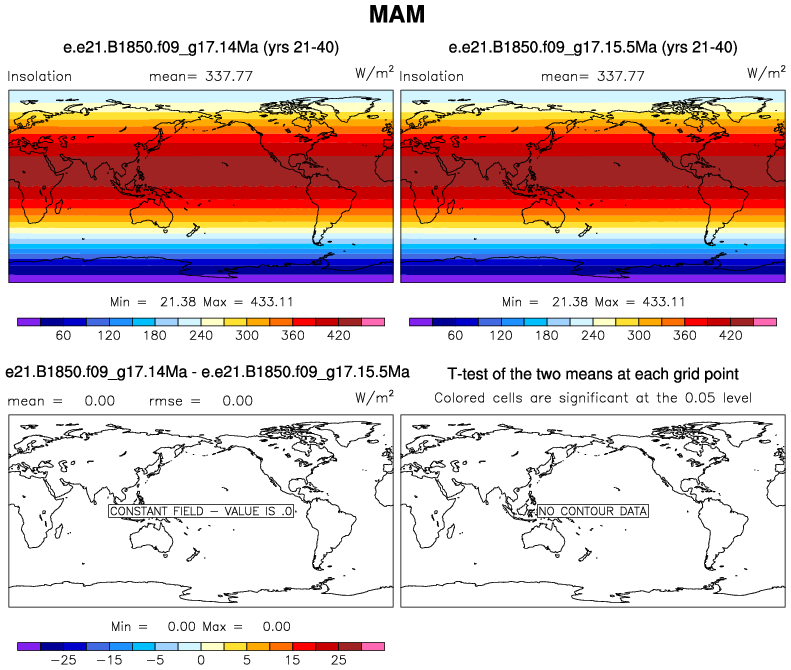 MAM
e.e21.B1850.f09_g17.14Ma (yrs 21-40)
e.e21.B1850.f09_g17.15.5Ma (yrs 21-40)
Insolation mean= 337.77 W/m²
Insolation mean= 337.77 W/m²
Min = 21.38 Max = 433.11
Min = 21.38 Max = 433.11
60 120 180 240 300 360 420
60 120 180 240 300 360 420
e21.B1850.f09_g17.14Ma - e.e21.B1850.f09_g17.15.5Ma
T-test of the two means at each grid point
mean = 0.00 rmse = 0.00 W/m²
Colored cells are significant at the 0.05 level
CONSTANT FIELD - VALUE IS .0
NO CONTOUR DATA
Min = 0.00 Max = 0.00
-25 -15 -5 0 5 15 25